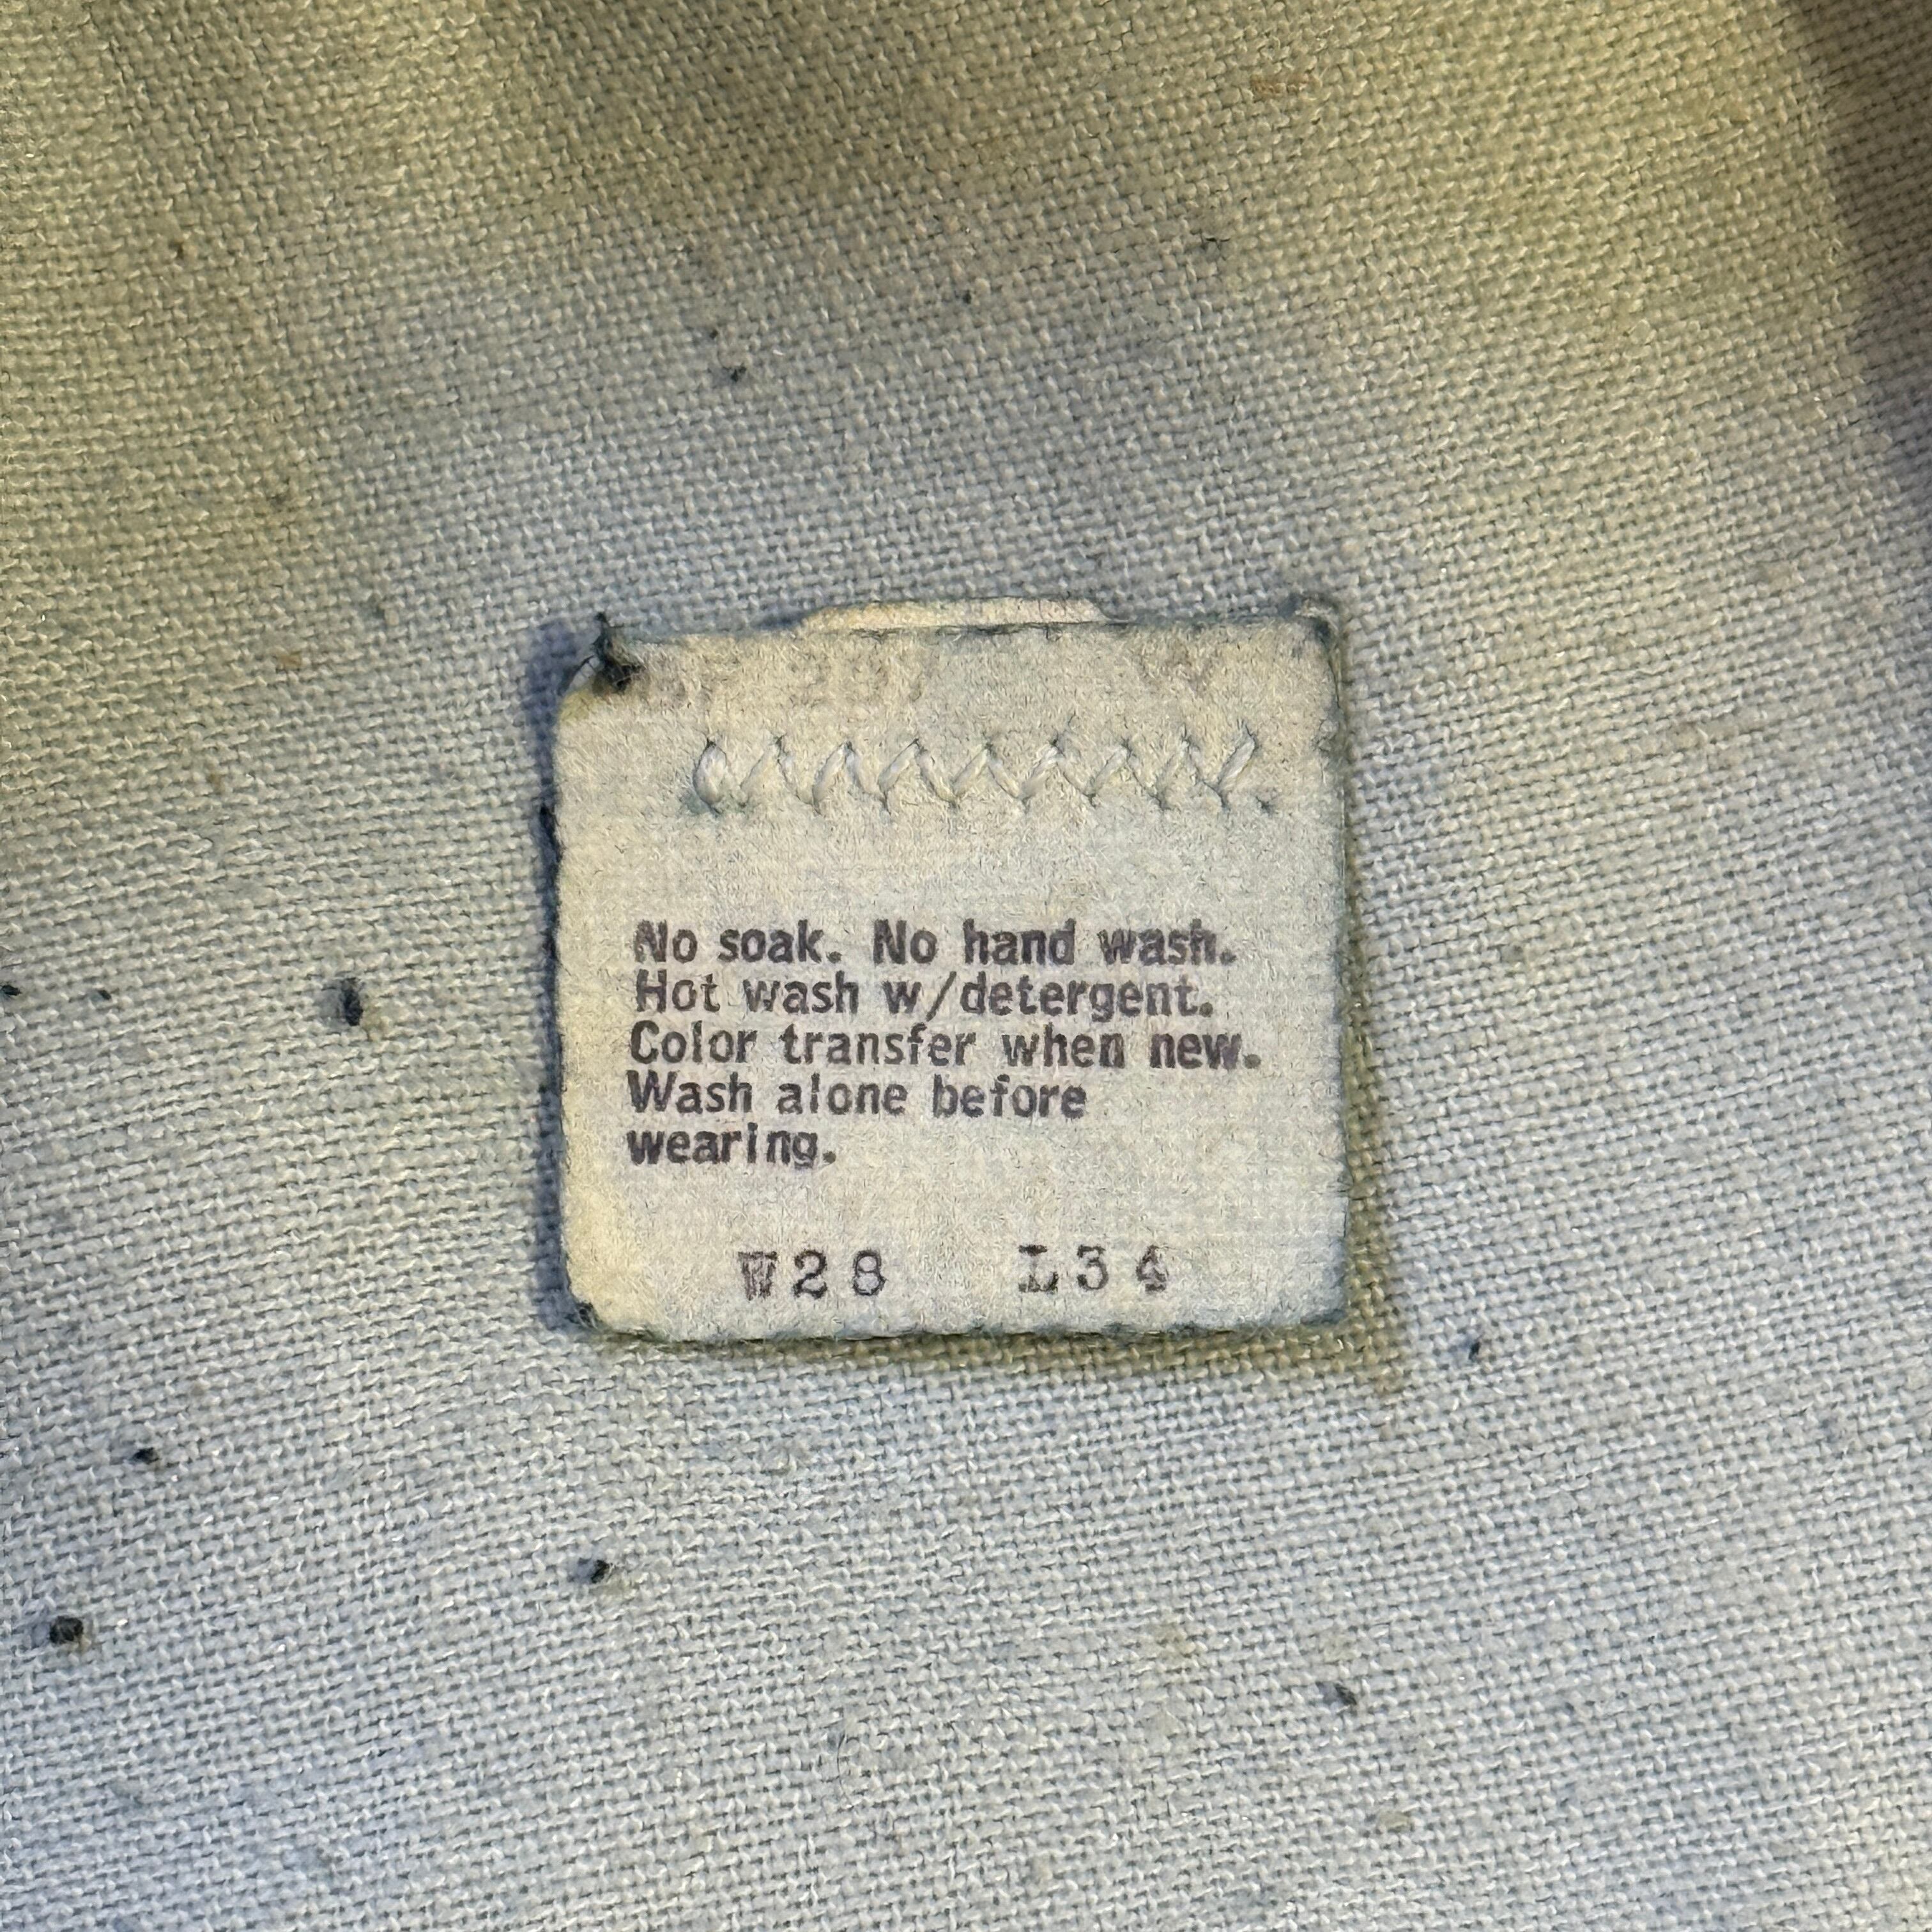 No soak. No hand wash.
Hot wash w/detergent.
Color transfer when new.
Wash alone before
wearing.
W28 L34